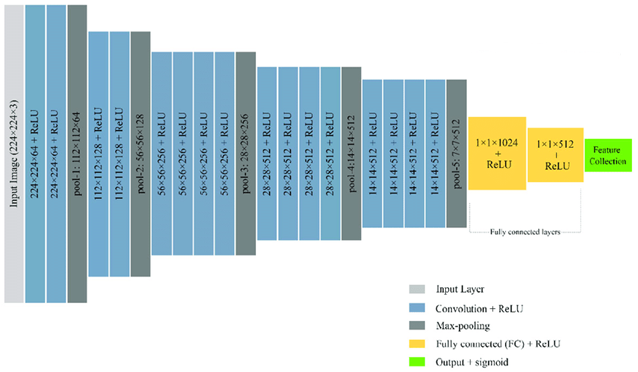 Input Image (224×224×3)
224×224×64 + ReLU
224×224×64 + ReLU
pool-1: 112×112×64
112×112×128 + ReLU
112×112×128 + ReLU
pool-2: 56×56×128
56×56×256 + ReLU
56×56×256 + ReLU
56×56×256 + ReLU
56×56×256 + ReLU
pool-3: 28×28×256
28×28×512 + ReLU
28×28×512 + ReLU
28×28×512 + ReLU
28×28×512 + ReLU
pool-4:14×14×512
14×14×512 + ReLU
14×14×512 + ReLU
14×14×512 + ReLU
14×14×512 + ReLU
pool-5: 7×7×512
1×1×1024
+
ReLU
1×1×512
+
ReLU
Feature
Collection
Fully connected layers
Input Layer
Convolution + ReLU
Max-pooling
Fully connected (FC) + ReLU
Output + sigmoid